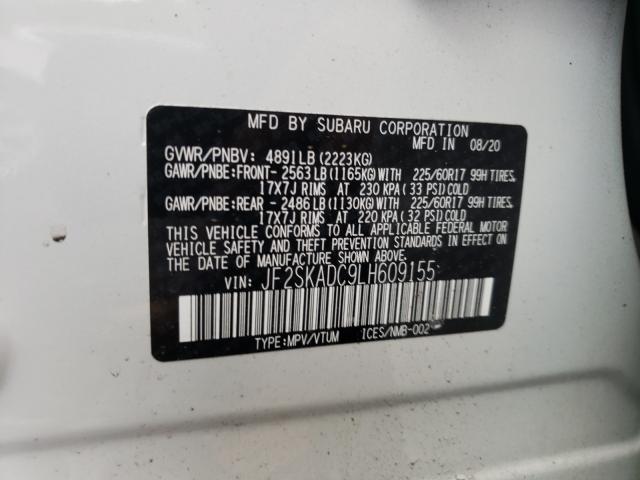 MFD BY SUBARU CORPORATION
MFD IN 08/20
GVWR/PNBV: 4891LB (2223KG)
GAWR/PNBE:FRONT-2563LB (1165KG)WITH 225/60R17 99H TIRES,
17X7J RIMS AT 230 KPA (33 PSI)COLD
GAWR/PNBE:REAR -2486LB (1130KG)WITH 225/60R17 99H TIRES,
17X7J RIMS AT 220 KPA (32 PSI)COLD
THIS VEHICLE CONFORMS TO ALL APPLICABLE FEDERAL MOTOR
VEHICLE SAFETY AND THEFT PREVENTION STANDARDS IN EFFECT
ON THE DATE OF MANUFACTURE SHOWN ABOVE.
VIN: JF2SKADC9LH609155
TYPE:MPV/VTUM ICES/NMB-002